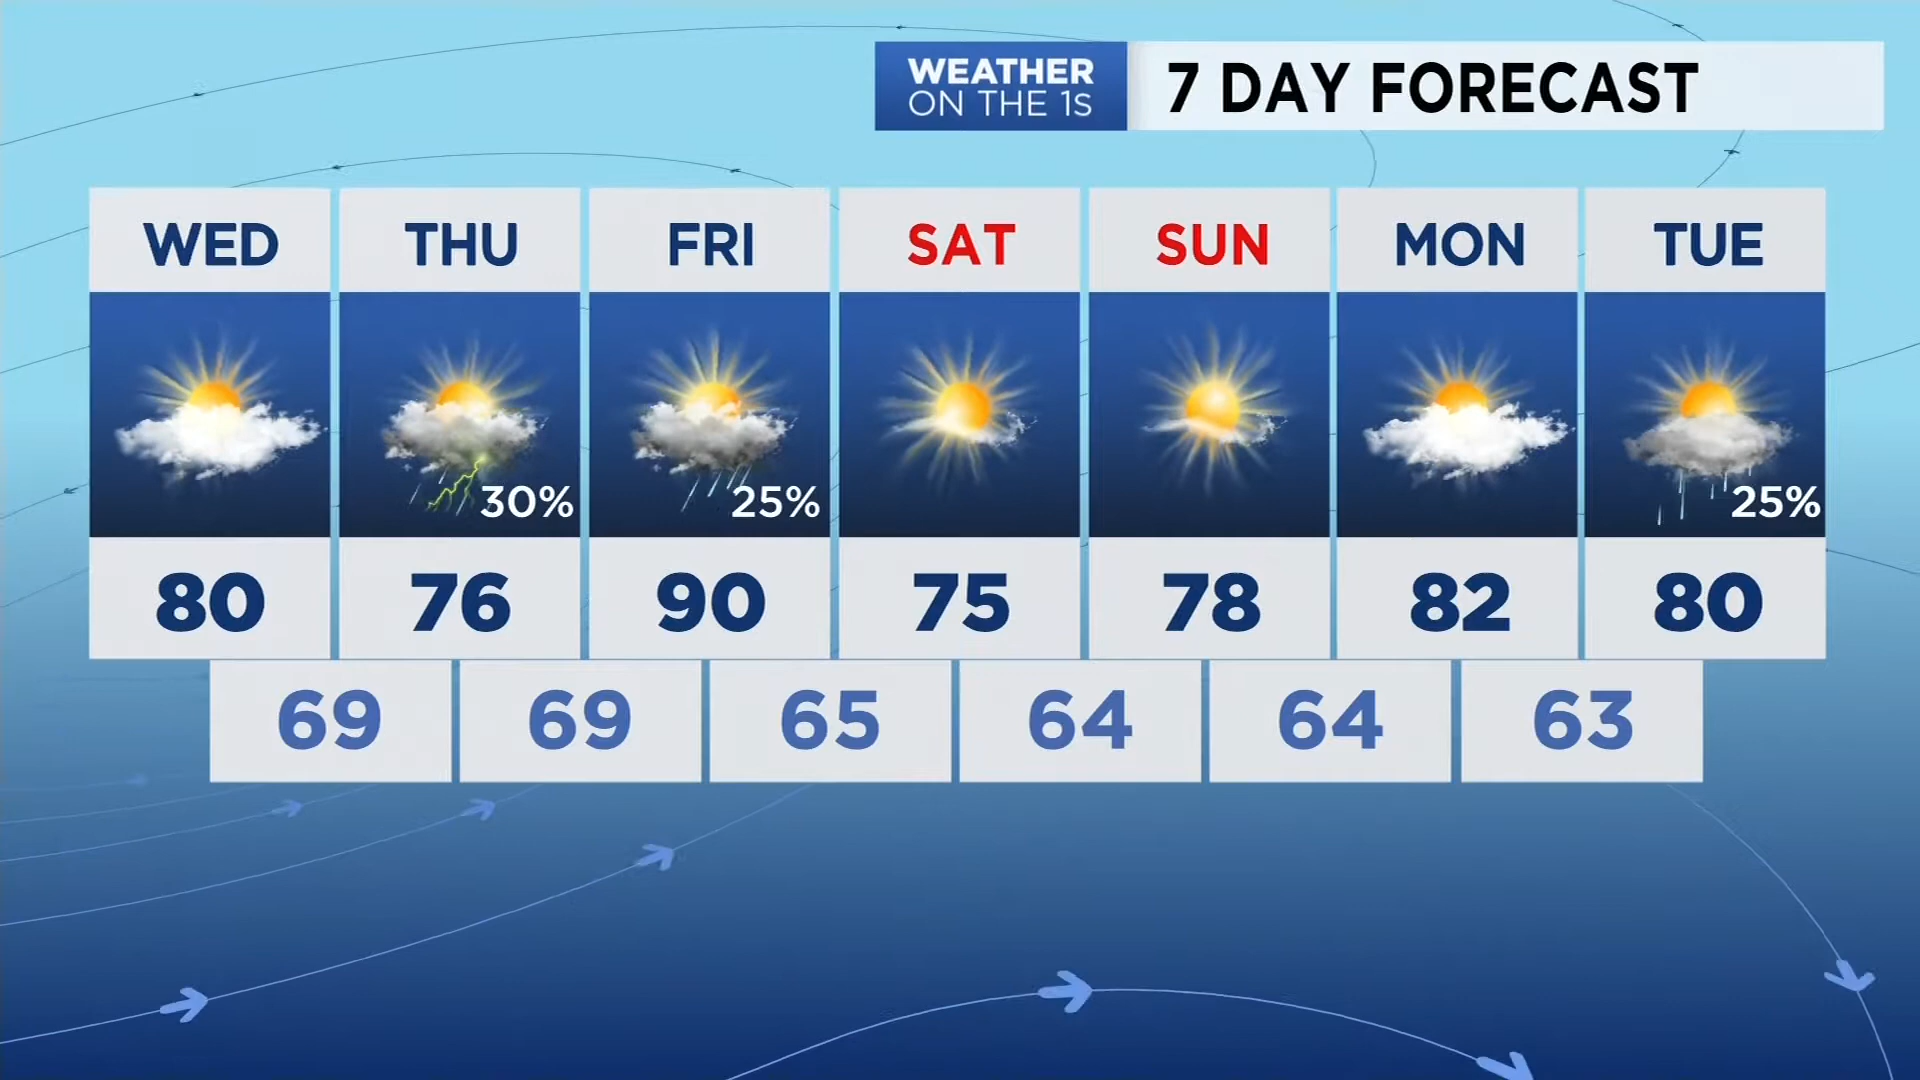 WEATHER
ON THE 1s
7 DAY FORECAST
WED THU FRI SAT SUN MON TUE
30% 25% 25%
80 76 90 75 78 82 80
69 69 65 64 64 63